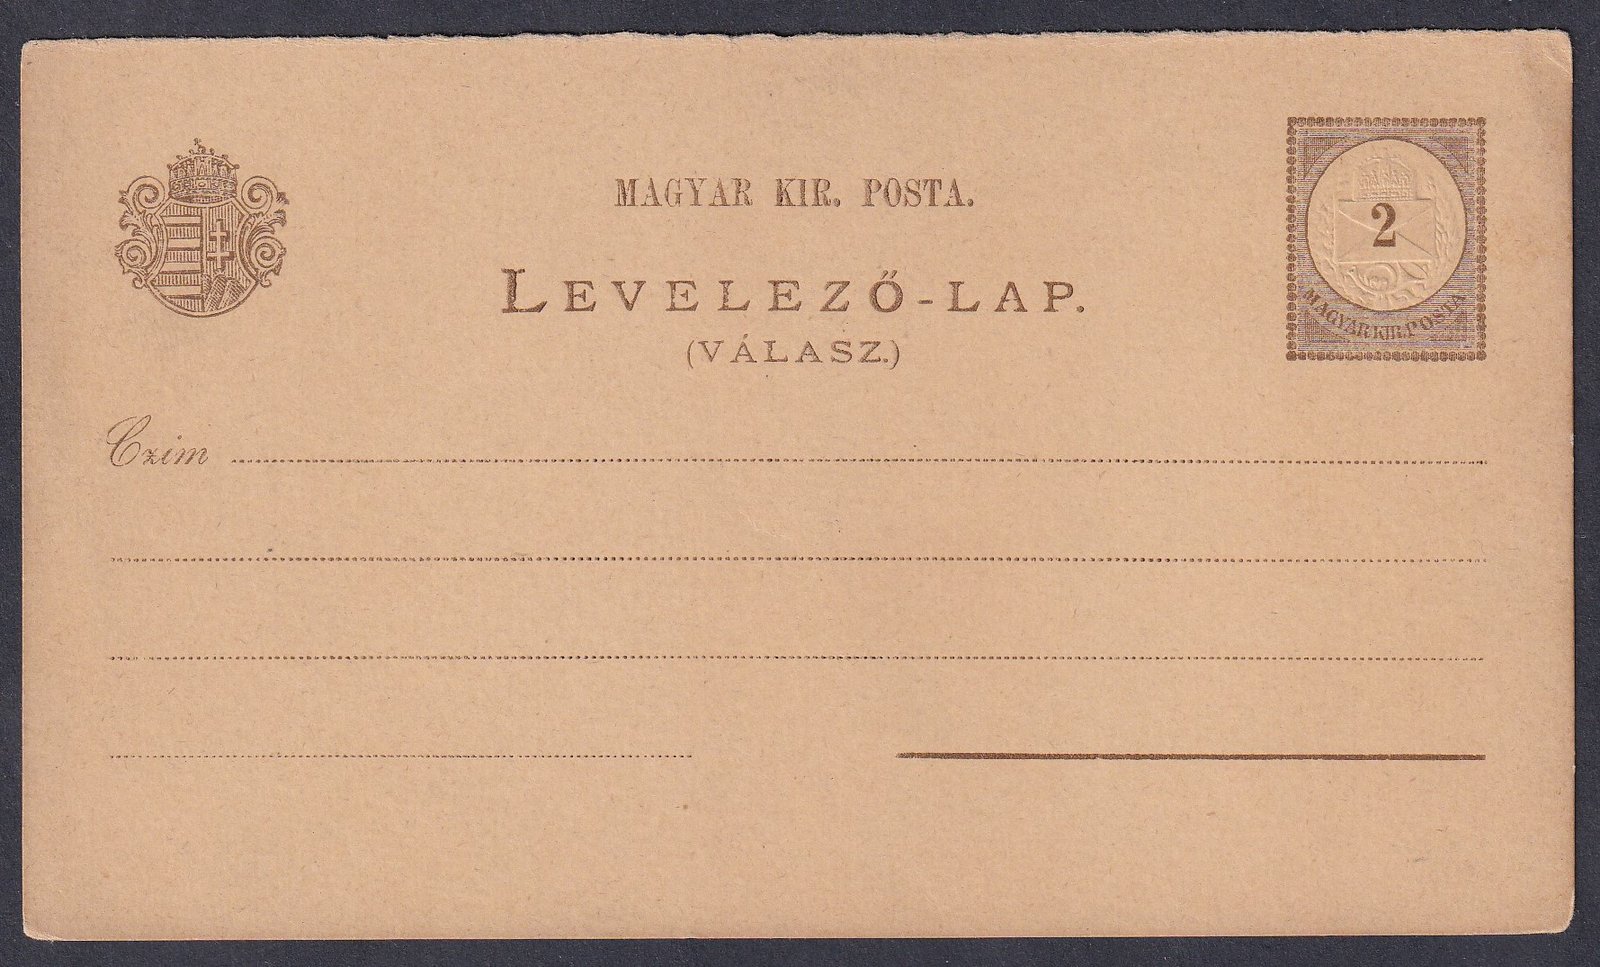 MAGYAR KIR. POSTA.
LEVELEZŐ-LAP.
(VÁLASZ.)
2
MAGYAR KIR. POSTA
Czim